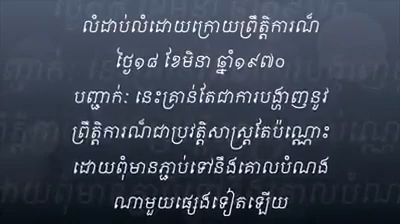 លំដាប់លំដោយក្រោយព្រឹត្តិការណ៍
ថ្ងៃ១៨ ខែមិនា ឆ្នាំ១៩៧០
បញ្ជាក់ៈ នេះគ្រាន់តែជាការបង្ហាញនូវ
ព្រឹត្តិការណ៍ជាប្រវត្តិសាស្ត្រតែប៉ណ្ណោះ
ដោយពុំមានភ្ជាប់ទៅនឹងគោលបំណង
ណាមួយផ្សេងទៀតឡើយ